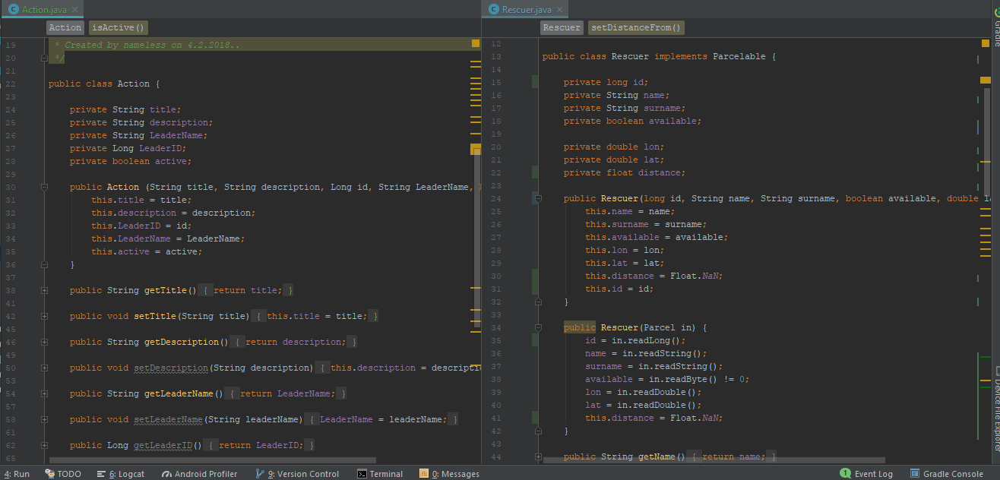 Action.java
Rescuer.java
Action
isActive()
Rescuer
setDistanceFrom()
19 * Created by nameless on 4.2.2018..
20 */
21
22 public class Action {
23
24 private String title;
25 private String description;
26 private String LeaderName;
27 private Long LeaderID;
28 private boolean active;
29
30 public Action (String title, String description, Long id, String LeaderName,
31 this.title = title;
32 this.description = description;
33 this.LeaderID = id;
34 this.LeaderName = LeaderName;
35 this.active = active;
36 }
37
38 public String getTitle() { return title; }
41
42 public void setTitle(String title) { this.title = title; }
45
46 public String getDescription() { return description; }
49
50 public void setDescription(String description) { this.description = descripti
53
54 public String getLeaderName() { return LeaderName; }
57
58 public void setLeaderName(String leaderName) { LeaderName = leaderName; }
61
62 public Long getLeaderID() { return LeaderID; }
65
12
13 public class Rescuer implements Parcelable {
14
15 private long id;
16 private String name;
17 private String surname;
18 private boolean available;
19
20 private double lon;
21 private double lat;
22 private float distance;
23
24 public Rescuer(long id, String name, String surname, boolean available, double la
25 this.name = name;
26 this.surname = surname;
27 this.available = available;
28 this.lon = lon;
29 this.lat = lat;
30 this.distance = Float.NaN;
31 this.id = id;
32 }
33
34 public Rescuer(Parcel in) {
35 id = in.readLong();
36 name = in.readString();
37 surname = in.readString();
38 available = in.readByte() != 0;
39 lon = in.readDouble();
40 lat = in.readDouble();
41 this.distance = Float.NaN;
42 }
43
44 public String getName() { return name; }
Gradle
Device File Explorer
4: Run
TODO
6: Logcat
Android Profiler
9: Version Control
Terminal
0: Messages
1 Event Log
Gradle Console